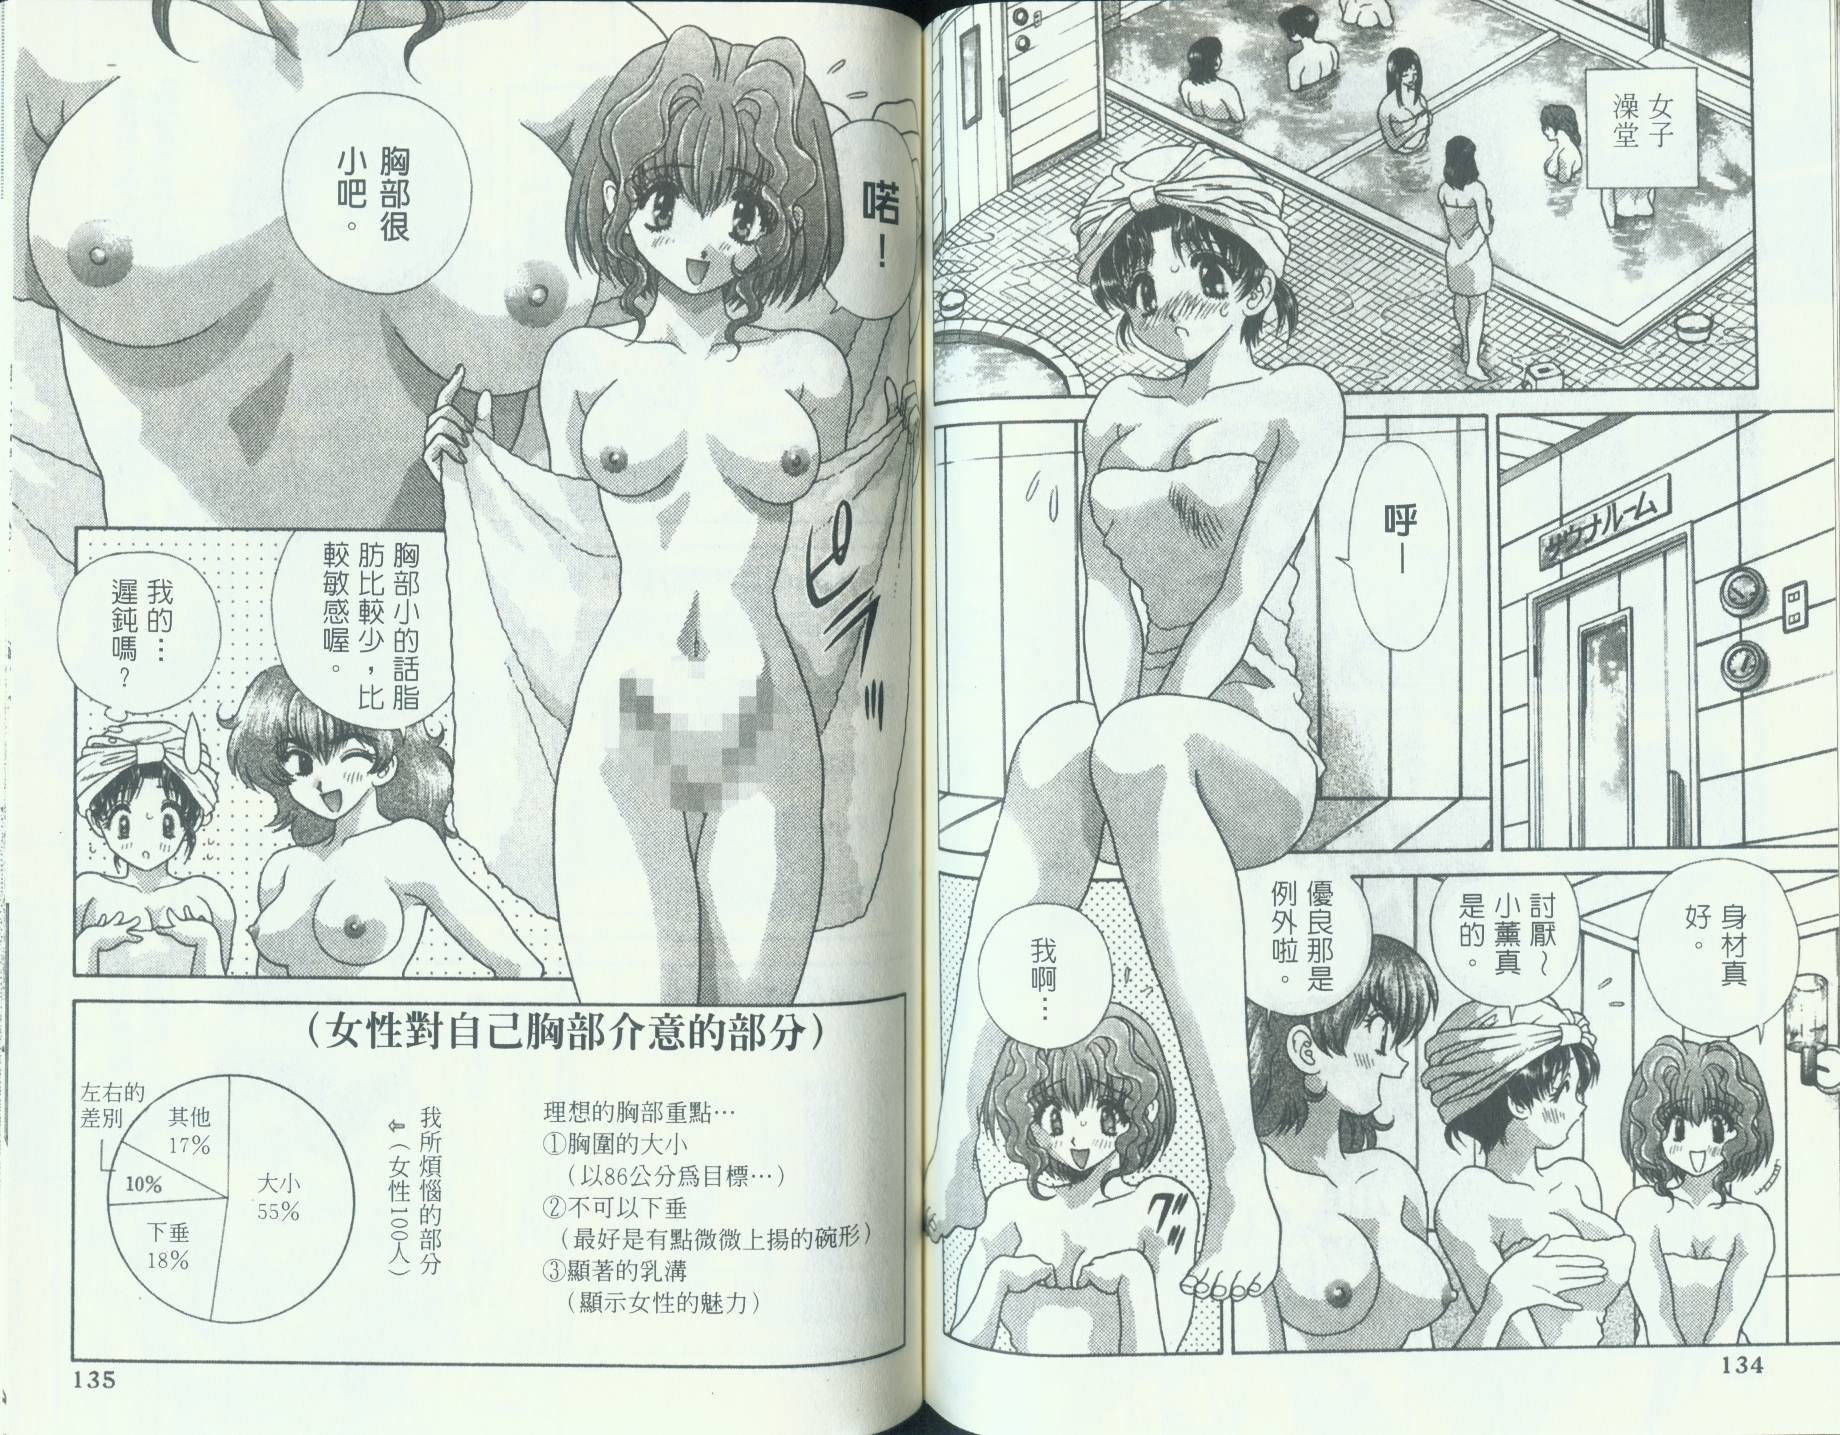 女子
澡堂
サウナルーム
呼ー
身材真
好。
討厭～
小薰真
是的。
優良那是
例外啦。
我啊…
喏！
胸部很
小吧。
胸部小的話脂
肪比較少，比
較敏感喔。
我的…
遲鈍嗎？
（女性對自己胸部介意的部分）
理想的胸部重點…
①胸圍的大小
（以86公分爲目標…）
②不可以下垂
（最好是有點微微上揚的碗形）
③顯著的乳溝
（顯示女性的魅力）
我所煩惱的部分
⇦（女性100人）
大小
55%
下垂
18%
10%
左右的
差別
其他
17%
135
134